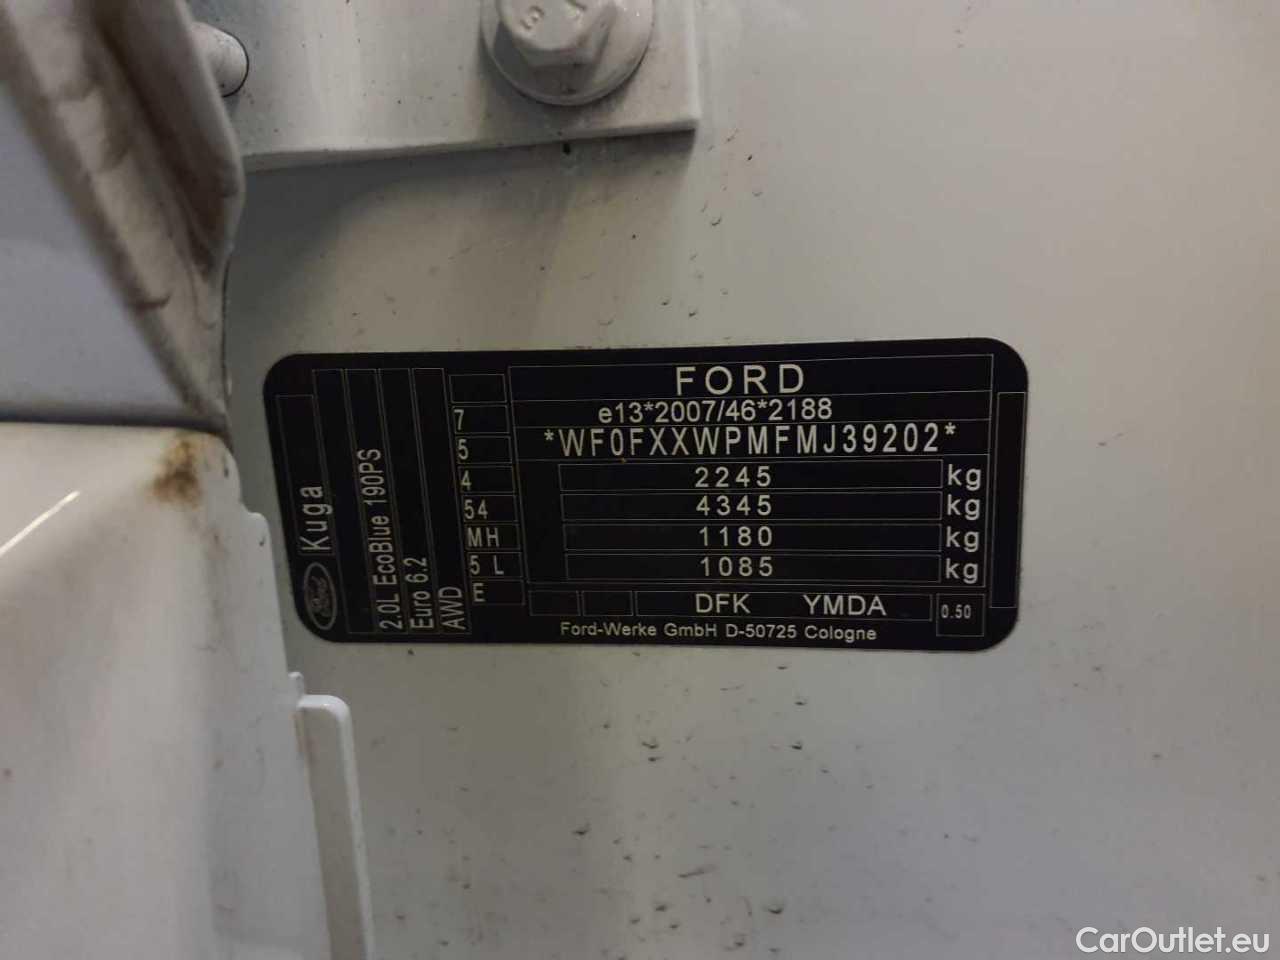 FORD
e13*2007/46*2188
*WF0FXXWPMFMJ39202*
2245 kg
4345 kg
1180 kg
1085 kg
DFK YMDA
0.50
Ford-Werke GmbH D-50725 Cologne
7
5
4
54
MH
5 L
E
Ford
Kuga
2.0L EcoBlue 190PS
Euro 6.2
AWD
CarOutlet.eu